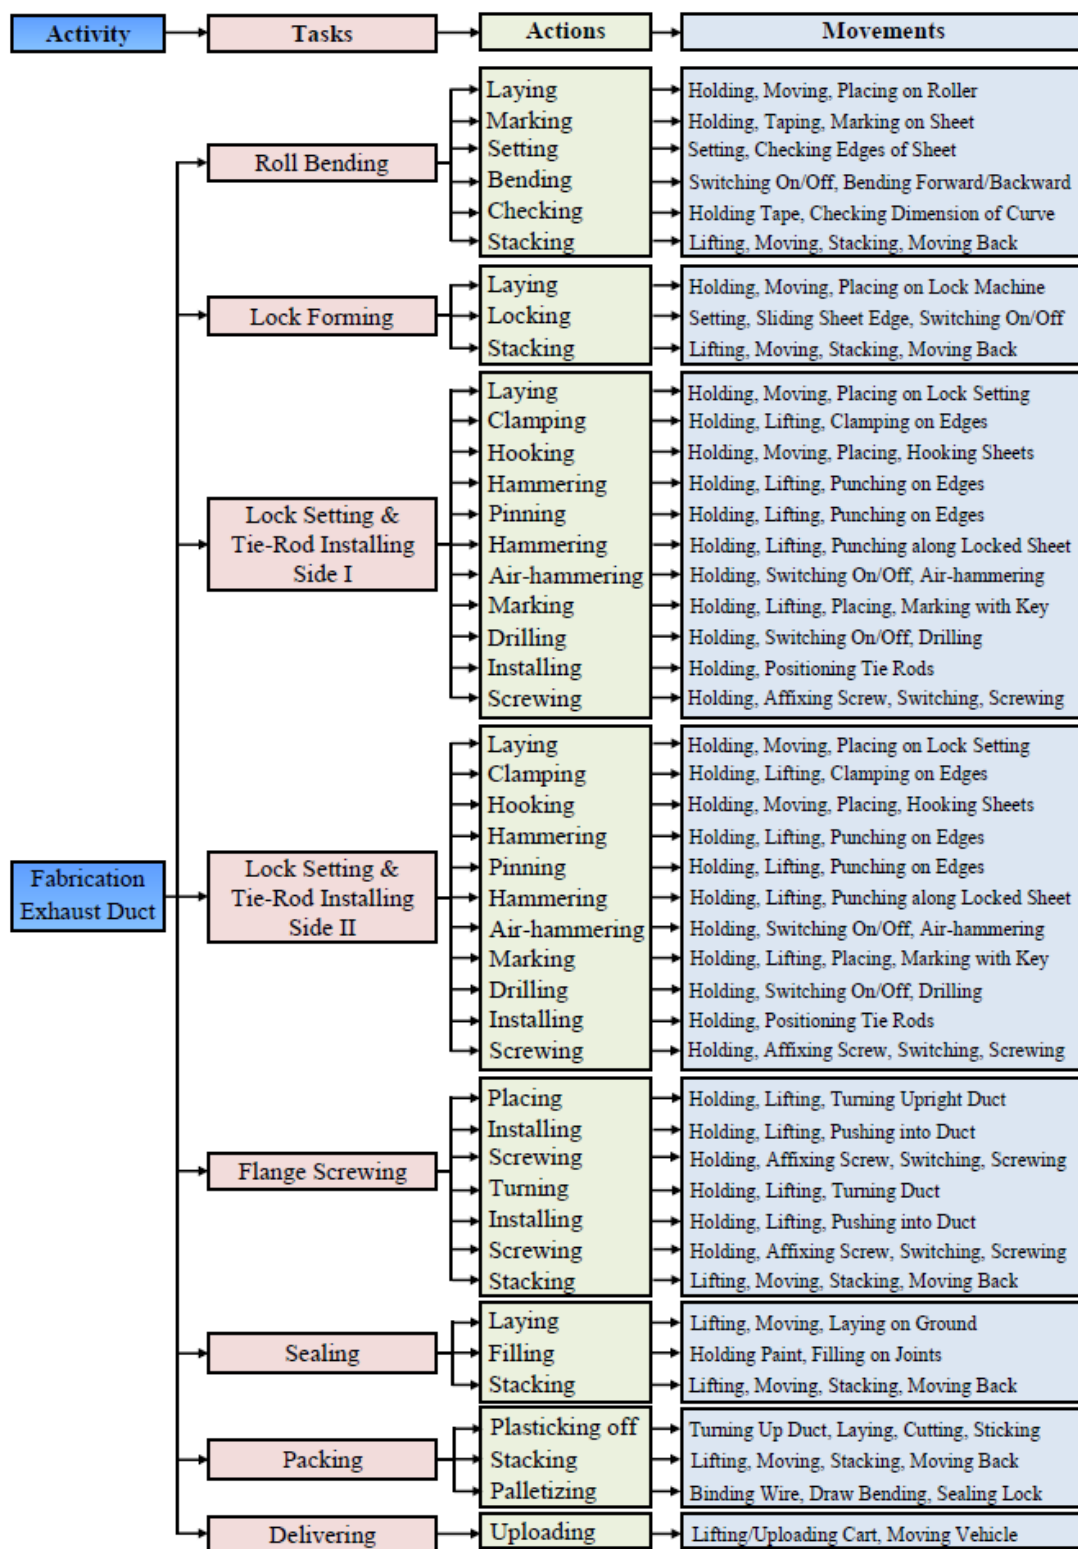 Activity
Tasks
Actions
Movements
Fabrication
Exhaust Duct
Roll Bending
Laying
Holding, Moving, Placing on Roller
Marking
Holding, Taping, Marking on Sheet
Setting
Setting, Checking Edges of Sheet
Bending
Switching On/Off, Bending Forward/Backward
Checking
Holding Tape, Checking Dimension of Curve
Stacking
Lifting, Moving, Stacking, Moving Back
Lock Forming
Laying
Holding, Moving, Placing on Lock Machine
Locking
Setting, Sliding Sheet Edge, Switching On/Off
Stacking
Lifting, Moving, Stacking, Moving Back
Lock Setting &
Tie-Rod Installing
Side I
Laying
Holding, Moving, Placing on Lock Setting
Clamping
Holding, Lifting, Clamping on Edges
Hooking
Holding, Moving, Placing, Hooking Sheets
Hammering
Holding, Lifting, Punching on Edges
Pinning
Holding, Lifting, Punching on Edges
Hammering
Holding, Lifting, Punching along Locked Sheet
Air-hammering
Holding, Switching On/Off, Air-hammering
Marking
Holding, Lifting, Placing, Marking with Key
Drilling
Holding, Switching On/Off, Drilling
Installing
Holding, Positioning Tie Rods
Screwing
Holding, Affixing Screw, Switching, Screwing
Lock Setting &
Tie-Rod Installing
Side II
Laying
Holding, Moving, Placing on Lock Setting
Clamping
Holding, Lifting, Clamping on Edges
Hooking
Holding, Moving, Placing, Hooking Sheets
Hammering
Holding, Lifting, Punching on Edges
Pinning
Holding, Lifting, Punching on Edges
Hammering
Holding, Lifting, Punching along Locked Sheet
Air-hammering
Holding, Switching On/Off, Air-hammering
Marking
Holding, Lifting, Placing, Marking with Key
Drilling
Holding, Switching On/Off, Drilling
Installing
Holding, Positioning Tie Rods
Screwing
Holding, Affixing Screw, Switching, Screwing
Flange Screwing
Placing
Holding, Lifting, Turning Upright Duct
Installing
Holding, Lifting, Pushing into Duct
Screwing
Holding, Affixing Screw, Switching, Screwing
Turning
Holding, Lifting, Turning Duct
Installing
Holding, Lifting, Pushing into Duct
Screwing
Holding, Affixing Screw, Switching, Screwing
Stacking
Lifting, Moving, Stacking, Moving Back
Sealing
Laying
Lifting, Moving, Laying on Ground
Filling
Holding Paint, Filling on Joints
Stacking
Lifting, Moving, Stacking, Moving Back
Packing
Plasticking off
Turning Up Duct, Laying, Cutting, Sticking
Stacking
Lifting, Moving, Stacking, Moving Back
Palletizing
Binding Wire, Draw Bending, Sealing Lock
Delivering
Uploading
Lifting/Uploading Cart, Moving Vehicle